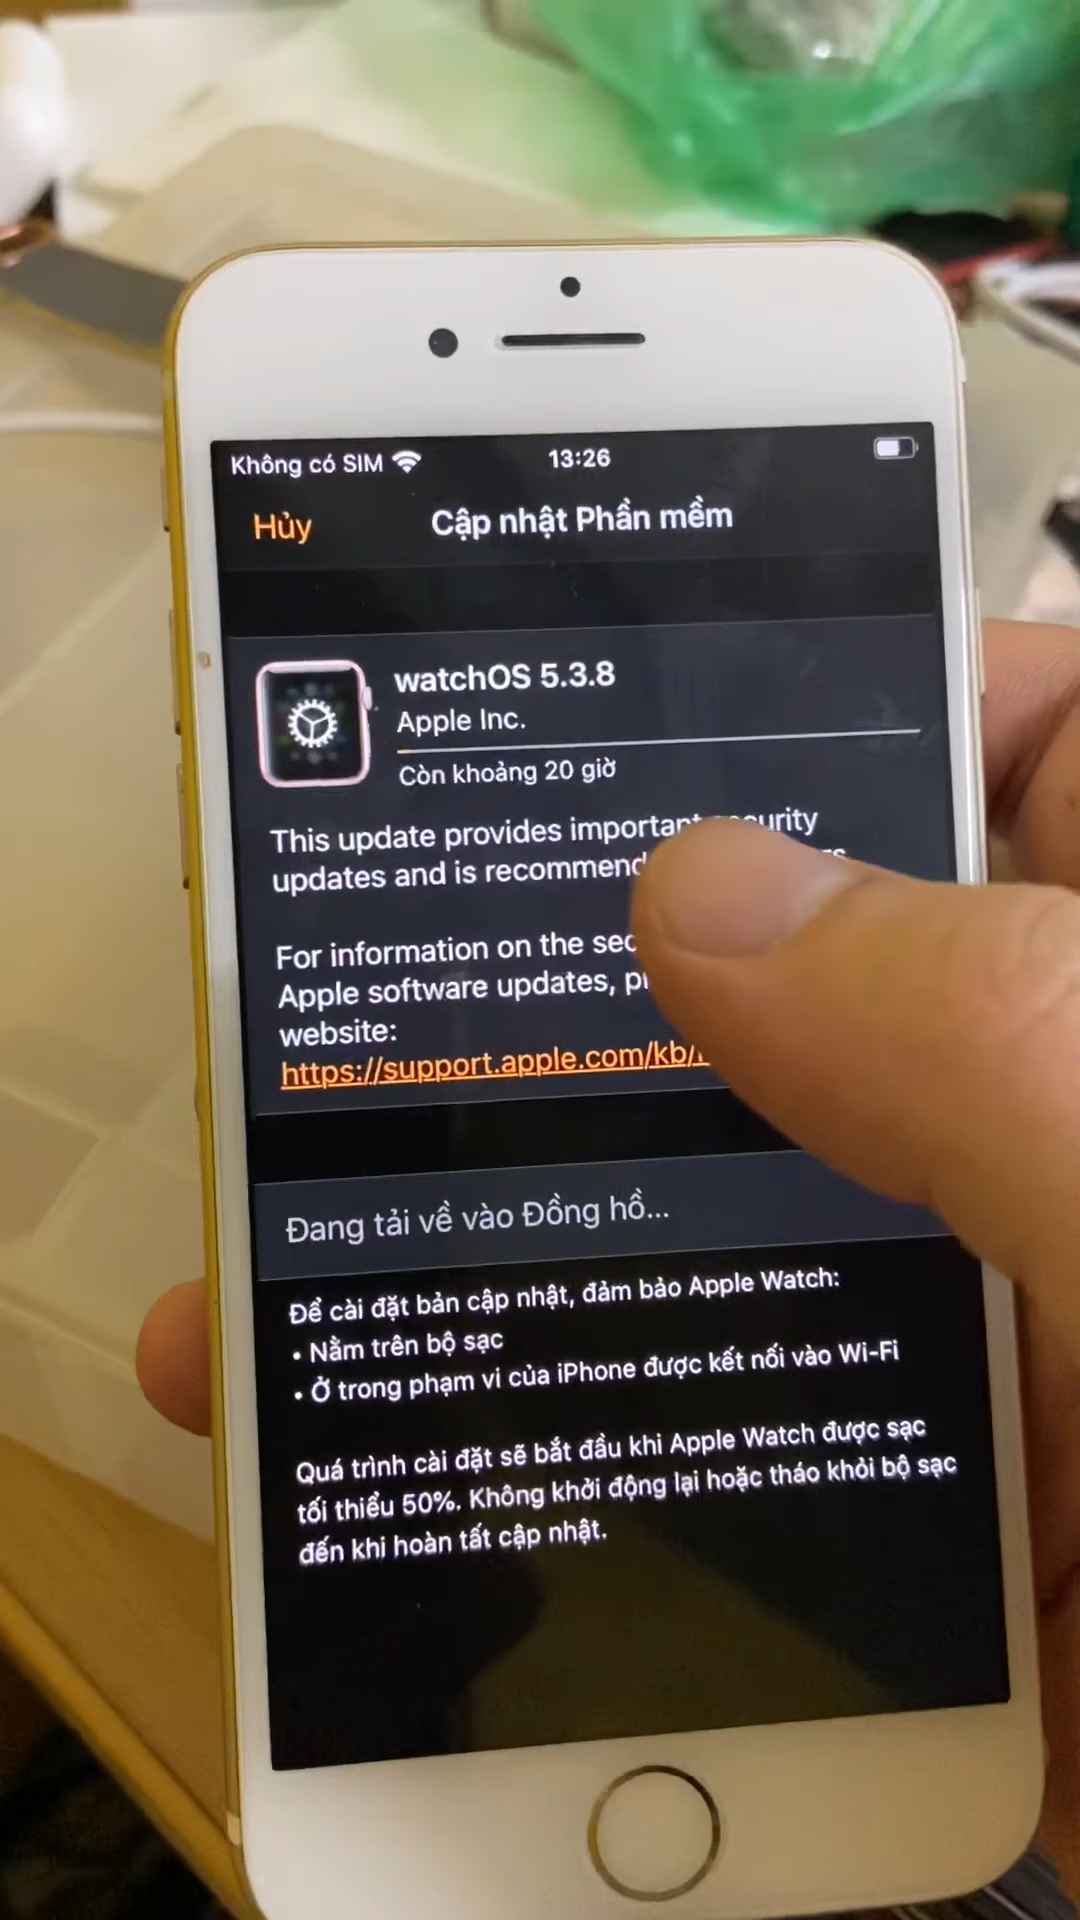 Không có SIM
13:26
Hủy
Cập nhật Phần mềm
watchOS 5.3.8
Apple Inc.
Còn khoảng 20 giờ
This update provides important security
updates and is recommend
For information on the sec
Apple software updates, pl
website:
https://support.apple.com/kb/
Đang tải về vào Đồng hồ...
Để cài đặt bản cập nhật, đảm bảo Apple Watch:
• Nằm trên bộ sạc
• Ở trong phạm vi của iPhone được kết nối vào Wi-Fi
Quá trình cài đặt sẽ bắt đầu khi Apple Watch được sạc
tối thiểu 50%. Không khởi động lại hoặc tháo khỏi bộ sạc
đến khi hoàn tất cập nhật.